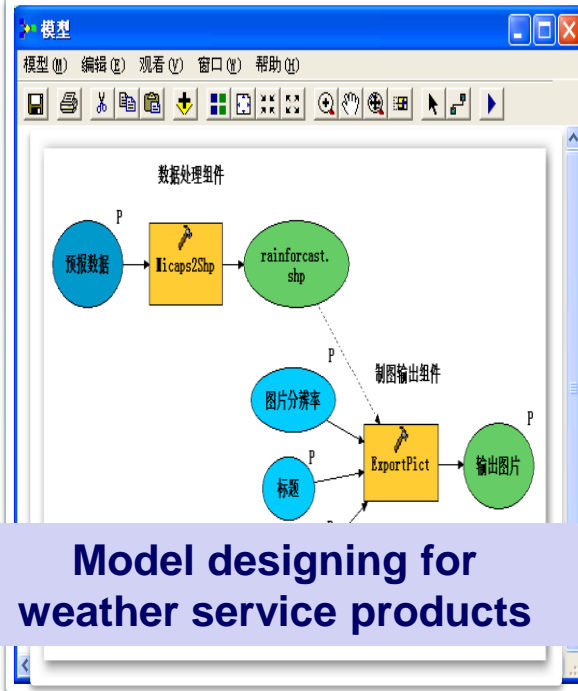 模型
模型(M) 编辑(E) 观看(V) 窗口(W) 帮助(H)
数据处理组件
P
预报数据
Micaps2Shp
rainforcast.
shp
P
制图输出组件
图片分辨率
P
ExportPict
输出图片
P
标题
Model designing for
weather service products